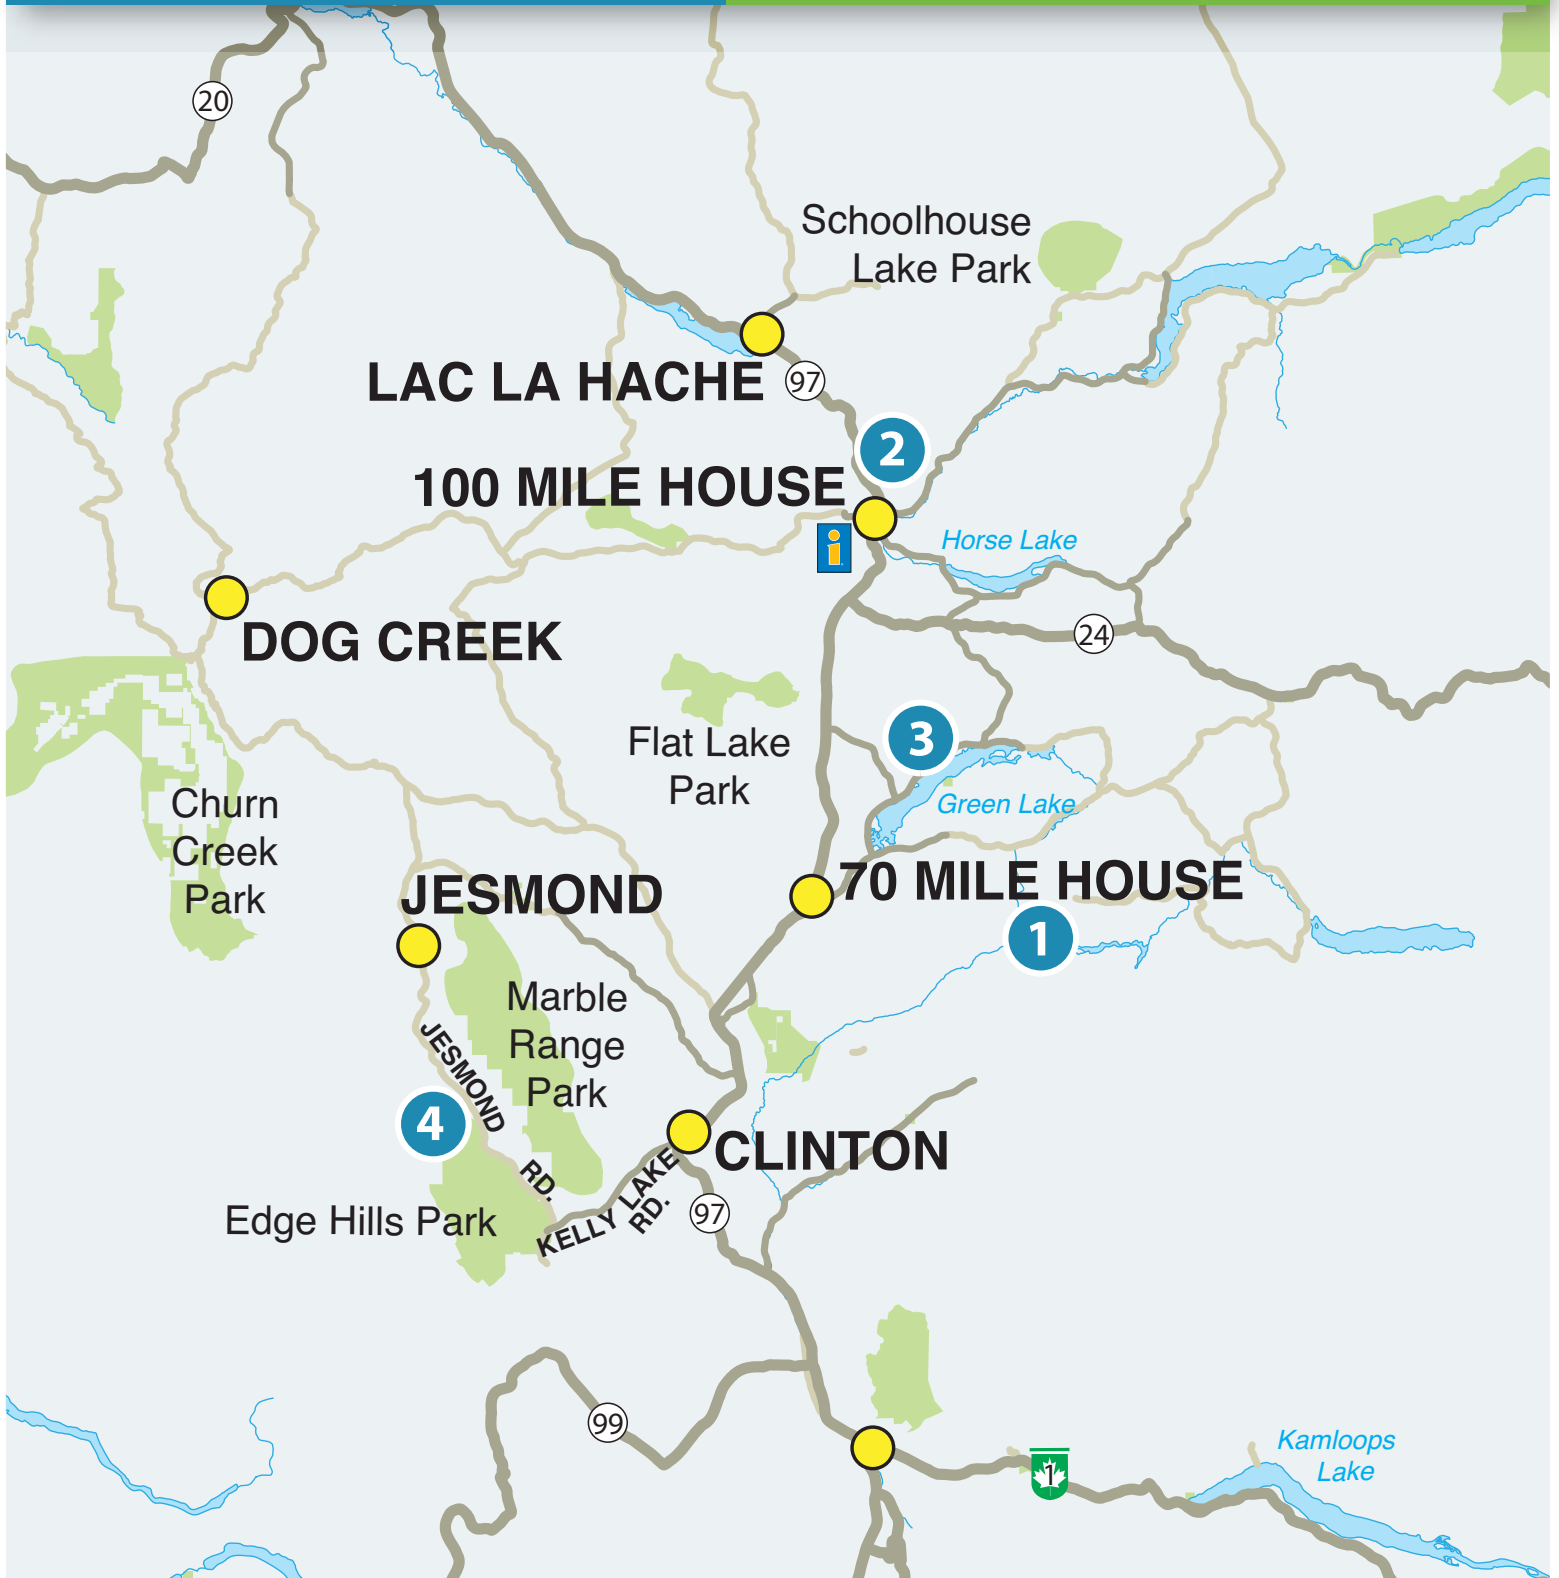 20
Schoolhouse
Lake Park
LAC LA HACHE
97
2
100 MILE HOUSE
i
Horse Lake
DOG CREEK
24
Flat Lake
Park
3
Green Lake
Churn
Creek
Park
70 MILE HOUSE
JESMOND
1
Marble
Range
Park
JESMOND
RD.
4
CLINTON
KELLY LAKE
RD.
Edge Hills Park
97
99
1
Kamloops
Lake